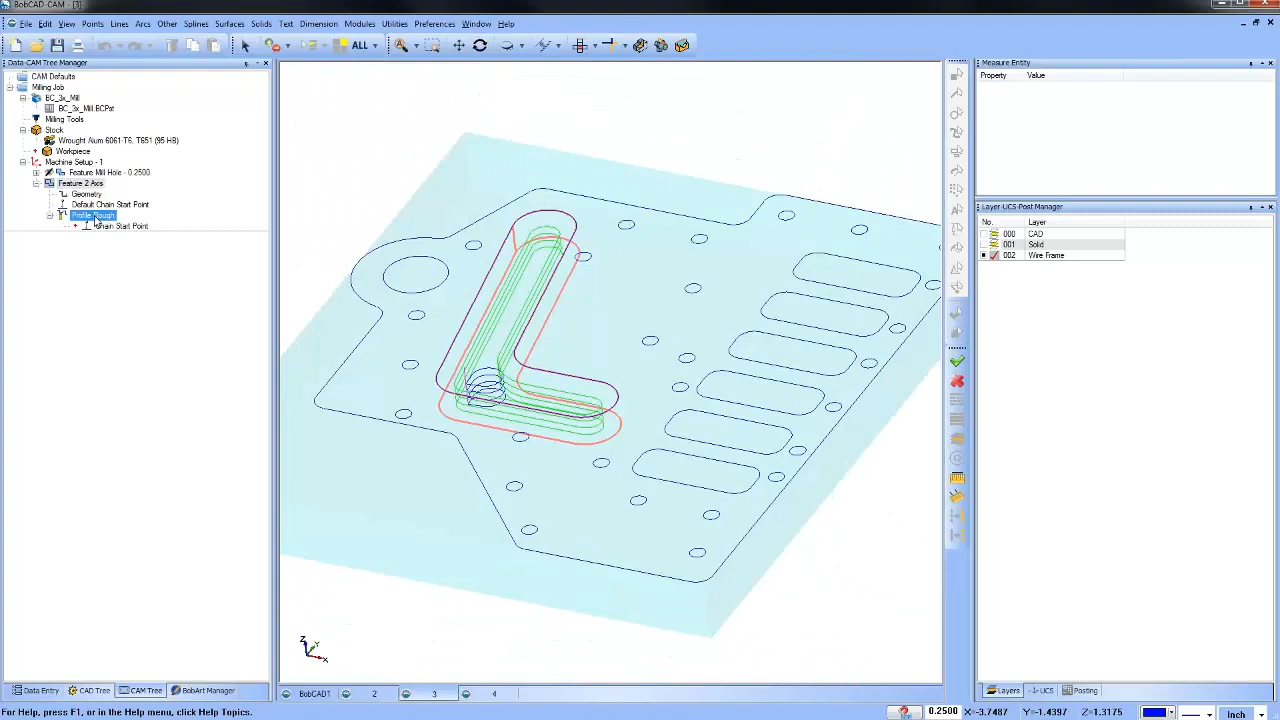 BobCAD-CAM - [3]
File Edit View Points Lines Arcs Other Splines Surfaces Solids Text Dimension Modules Utilities Preferences Window Help
ALL
Data-CAM Tree Manager
CAM Defaults
Milling Job
BC_3x_Mill
BC_3x_Mill.BCPst
Milling Tools
Stock
Wrought Alum 6061-T6, T651 (95 HB)
Workpiece
Machine Setup - 1
Feature Mill Hole - 0.2500
Feature 2 Axis
Geometry
Default Chain Start Point
Profile Rough
Chain Start Point
Z Y X
Measure Entity
Property Value
Layer-UCS-Post Manager
No. Layer
000 CAD
001 Solid
002 Wire Frame
Data Entry CAD Tree CAM Tree BobArt Manager
BobCAD1 2 3 4
Layers UCS Posting
For Help, press F1, or in the Help menu, click Help Topics.
0.2500 X=-3.7487 Y=-1.4397 Z=1.3175 Inch